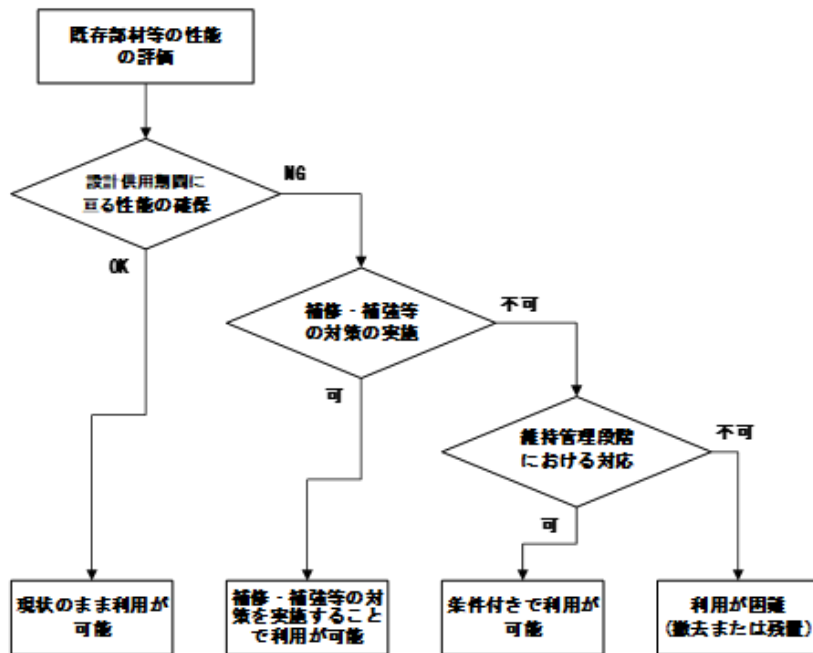 既存部材等の性能
の評価
設計供用期間に
亘る性能の確保
NG
OK
補修・補強等
の対策の実施
不可
可
維持管理段階
における対応
不可
可
現状のまま利用が
可能
補修・補強等の対
策を実施すること
で利用が可能
条件付きで利用が
可能
利用が困難
(撤去または残置)